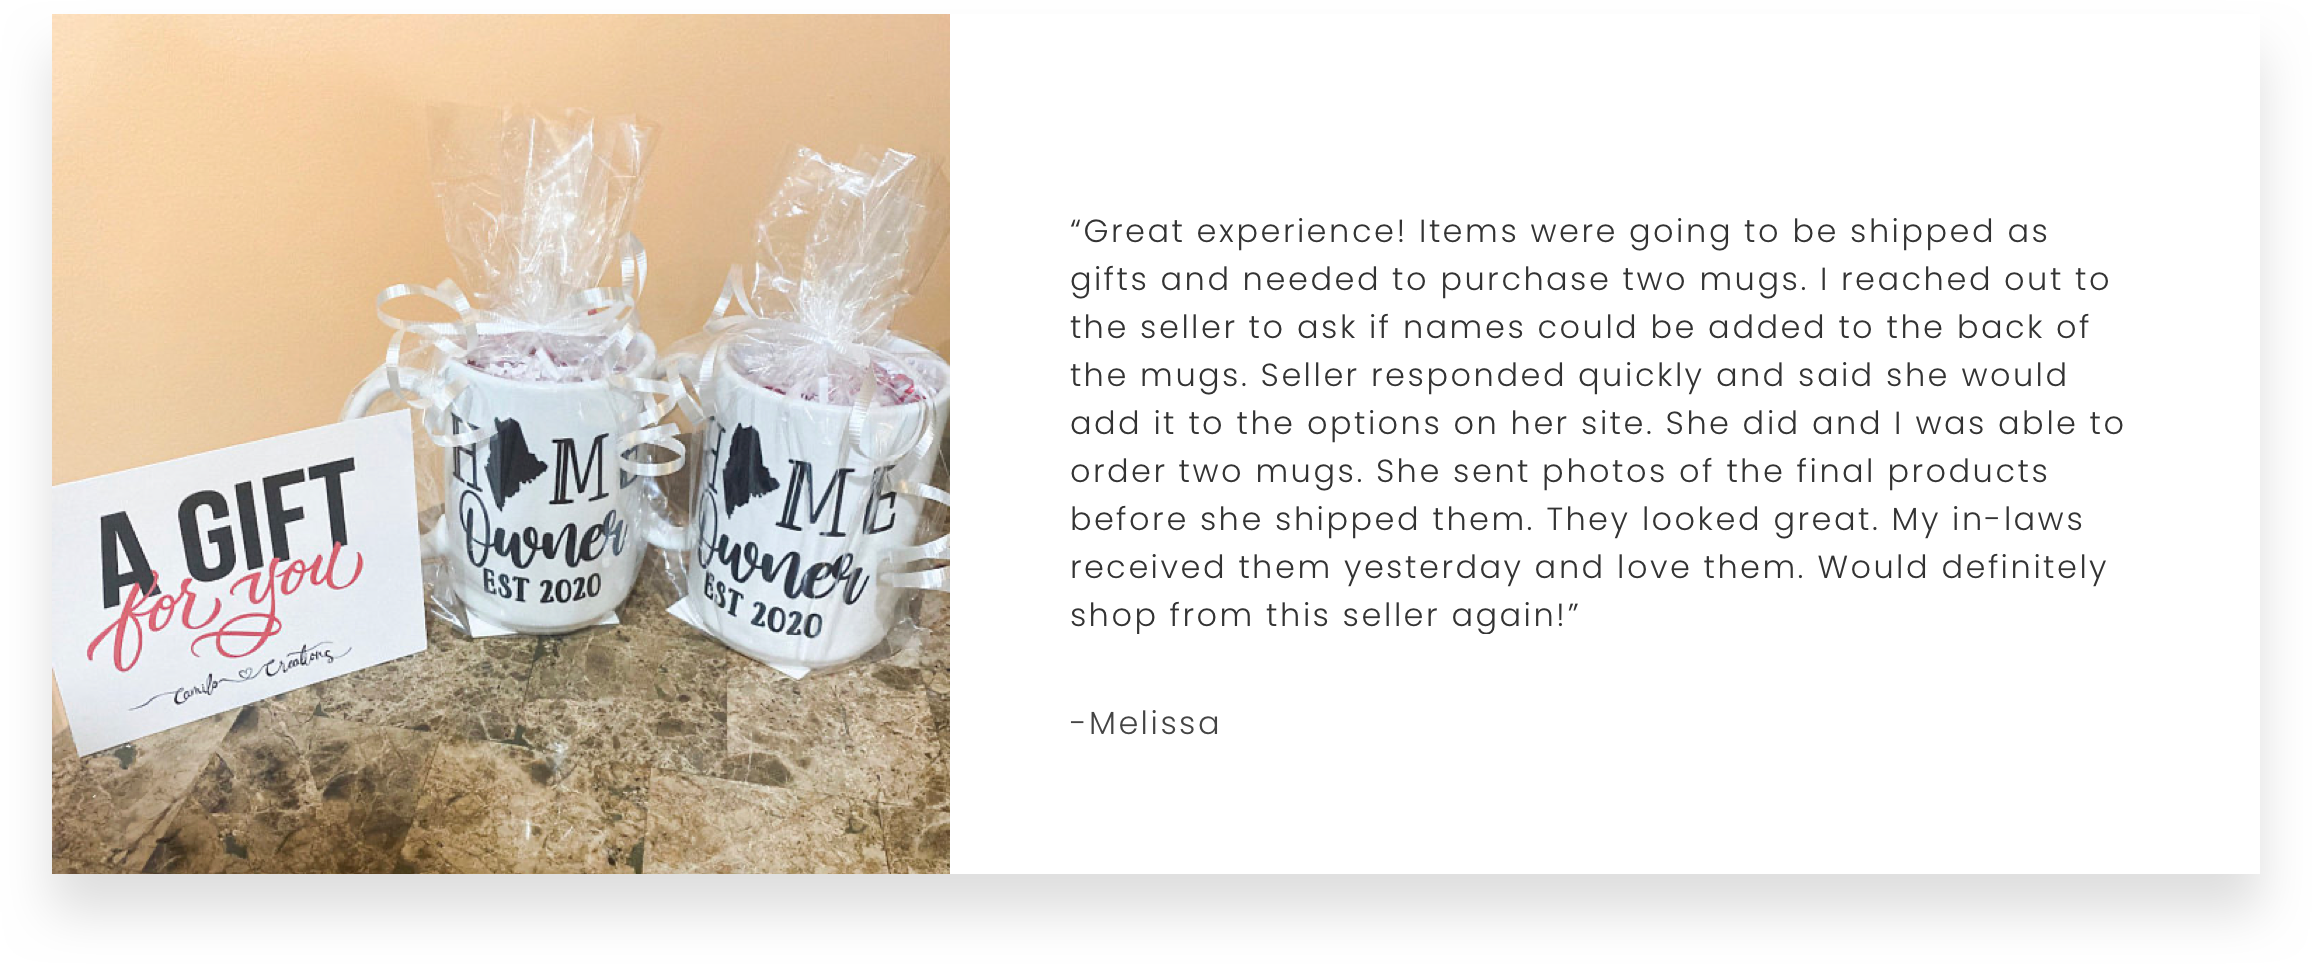 A GIFT
for you
Camila Creations
H ME
Owner
EST 2020
H ME
Owner
EST 2020
“Great experience! Items were going to be shipped as
gifts and needed to purchase two mugs. I reached out to
the seller to ask if names could be added to the back of
the mugs. Seller responded quickly and said she would
add it to the options on her site. She did and I was able to
order two mugs. She sent photos of the final products
before she shipped them. They looked great. My in-laws
received them yesterday and love them. Would definitely
shop from this seller again!”
-Melissa